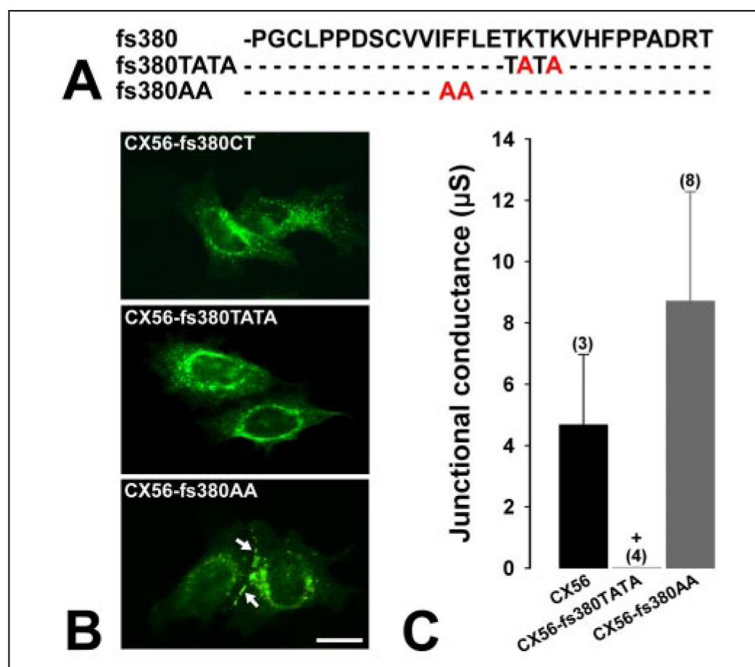 fs380 -PGCLPPDSCVVIFFLETKTKVHFPPADRT
fs380TATA ----------------TATA---------
fs380AA ------------AA---------------
A
CX56-fs380CT
CX56-fs380TATA
CX56-fs380AA
B
Junctional conductance (µS)
14
12
10
8
6
4
2
0
(3)
+
(4)
(8)
CX56
CX56-fs380TATA
CX56-fs380AA
C